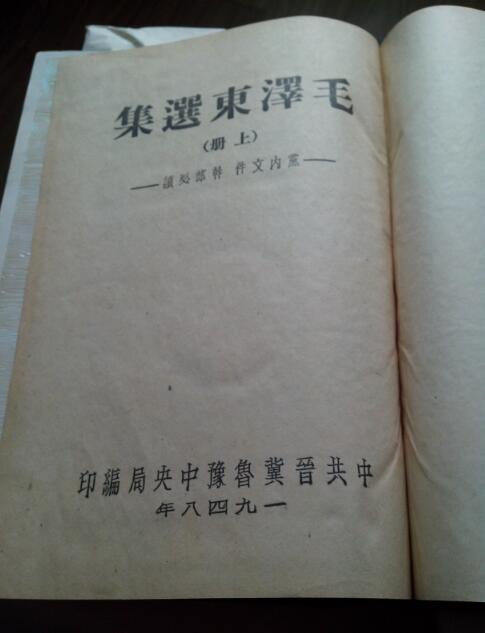 毛澤東選集
(上册)
——黨內文件 幹部必讀——
中共晉冀魯豫中央局編印
一九四八年